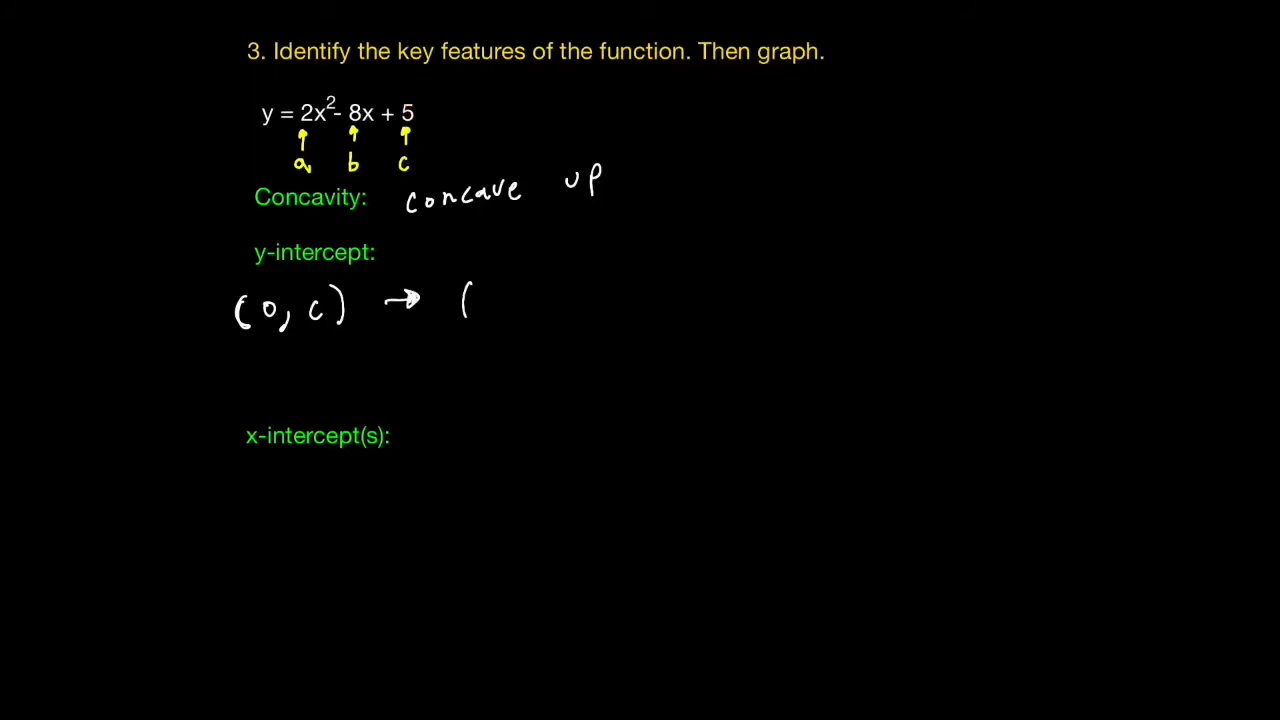 3. Identify the key features of the function. Then graph.
y = 2x² - 8x + 5
a b c
Concavity: concave up
y-intercept:
(0, c) → (
x-intercept(s):